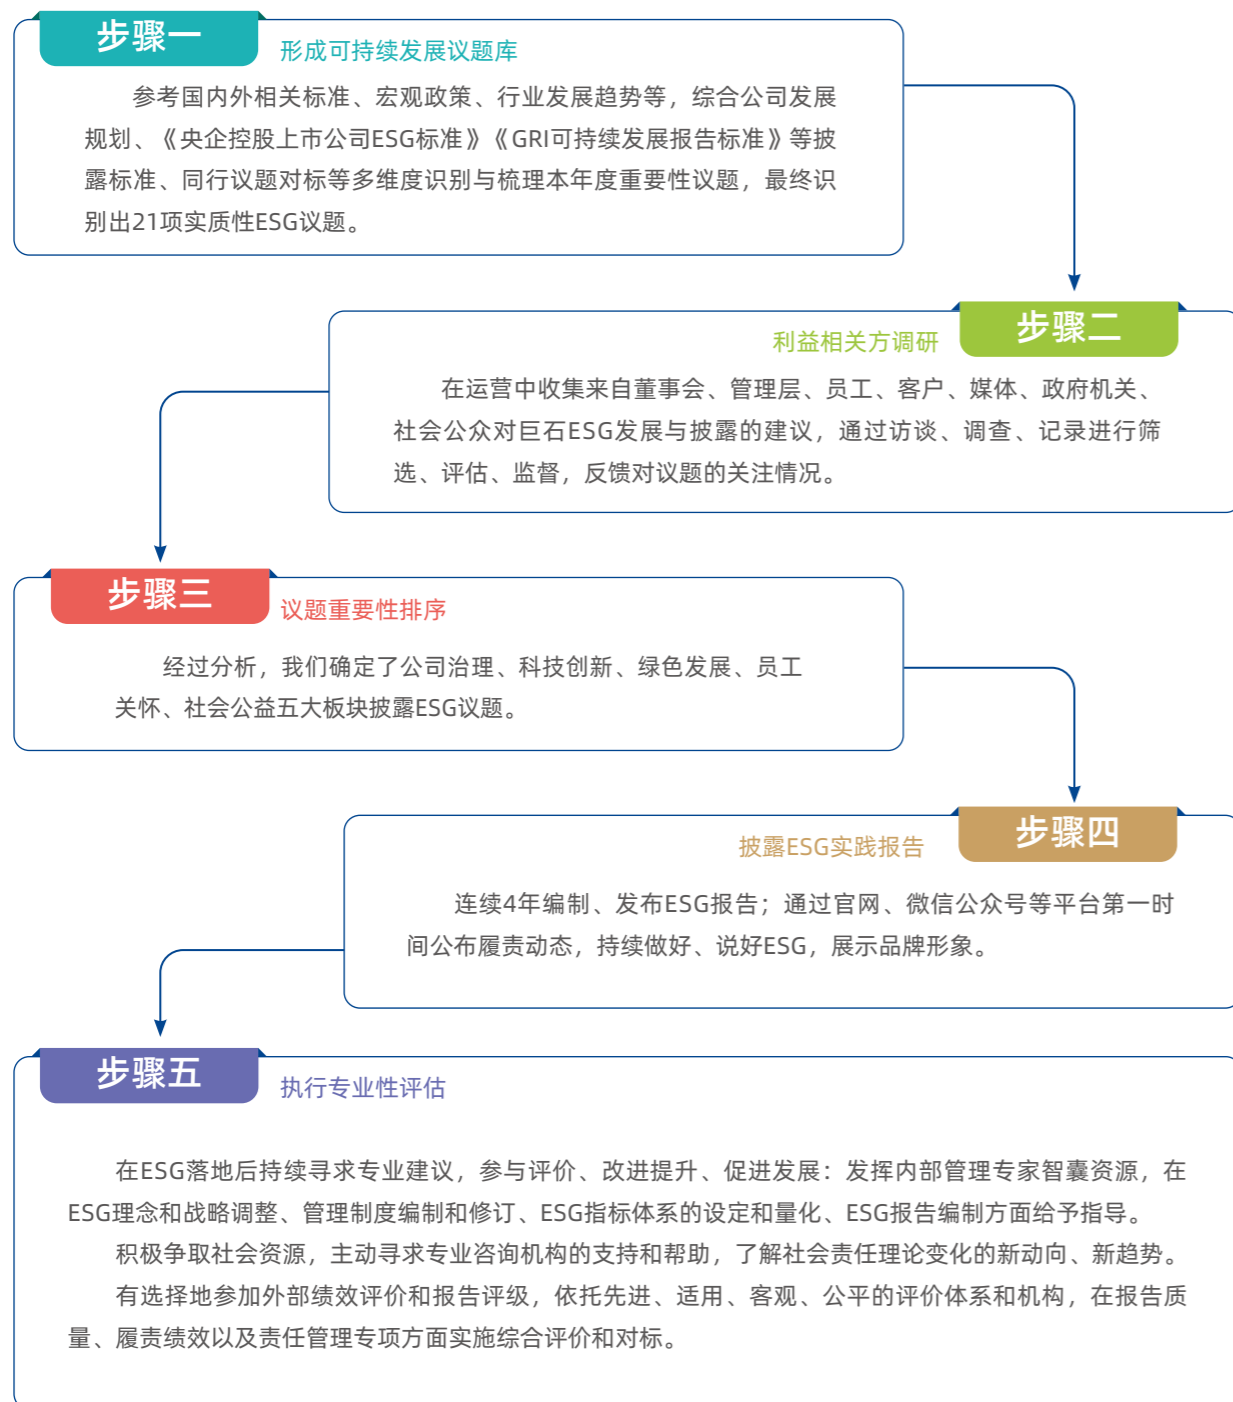 步骤一
形成可持续发展议题库
参考国内外相关标准、宏观政策、行业发展趋势等，综合公司发展
规划、《央企控股上市公司ESG标准》《GRI可持续发展报告标准》等披
露标准、同行议题对标等多维度识别与梳理本年度重要性议题，最终识
别出21项实质性ESG议题。
利益相关方调研
步骤二
在运营中收集来自董事会、管理层、员工、客户、媒体、政府机关、
社会公众对巨石ESG发展与披露的建议，通过访谈、调查、记录进行筛
选、评估、监督，反馈对议题的关注情况。
步骤三
议题重要性排序
经过分析，我们确定了公司治理、科技创新、绿色发展、员工
关怀、社会公益五大板块披露ESG议题。
披露ESG实践报告
步骤四
连续4年编制、发布ESG报告；通过官网、微信公众号等平台第一时
间公布履责动态，持续做好、说好ESG，展示品牌形象。
步骤五
执行专业性评估
在ESG落地后持续寻求专业建议，参与评价、改进提升、促进发展：发挥内部管理专家智囊资源，在
ESG理念和战略调整、管理制度编制和修订、ESG指标体系的设定和量化、ESG报告编制方面给予指导。
积极争取社会资源，主动寻求专业咨询机构的支持和帮助，了解社会责任理论变化的新动向、新趋势。
有选择地参加外部绩效评价和报告评级，依托先进、适用、客观、公平的评价体系和机构，在报告质
量、履责绩效以及责任管理专项方面实施综合评价和对标。